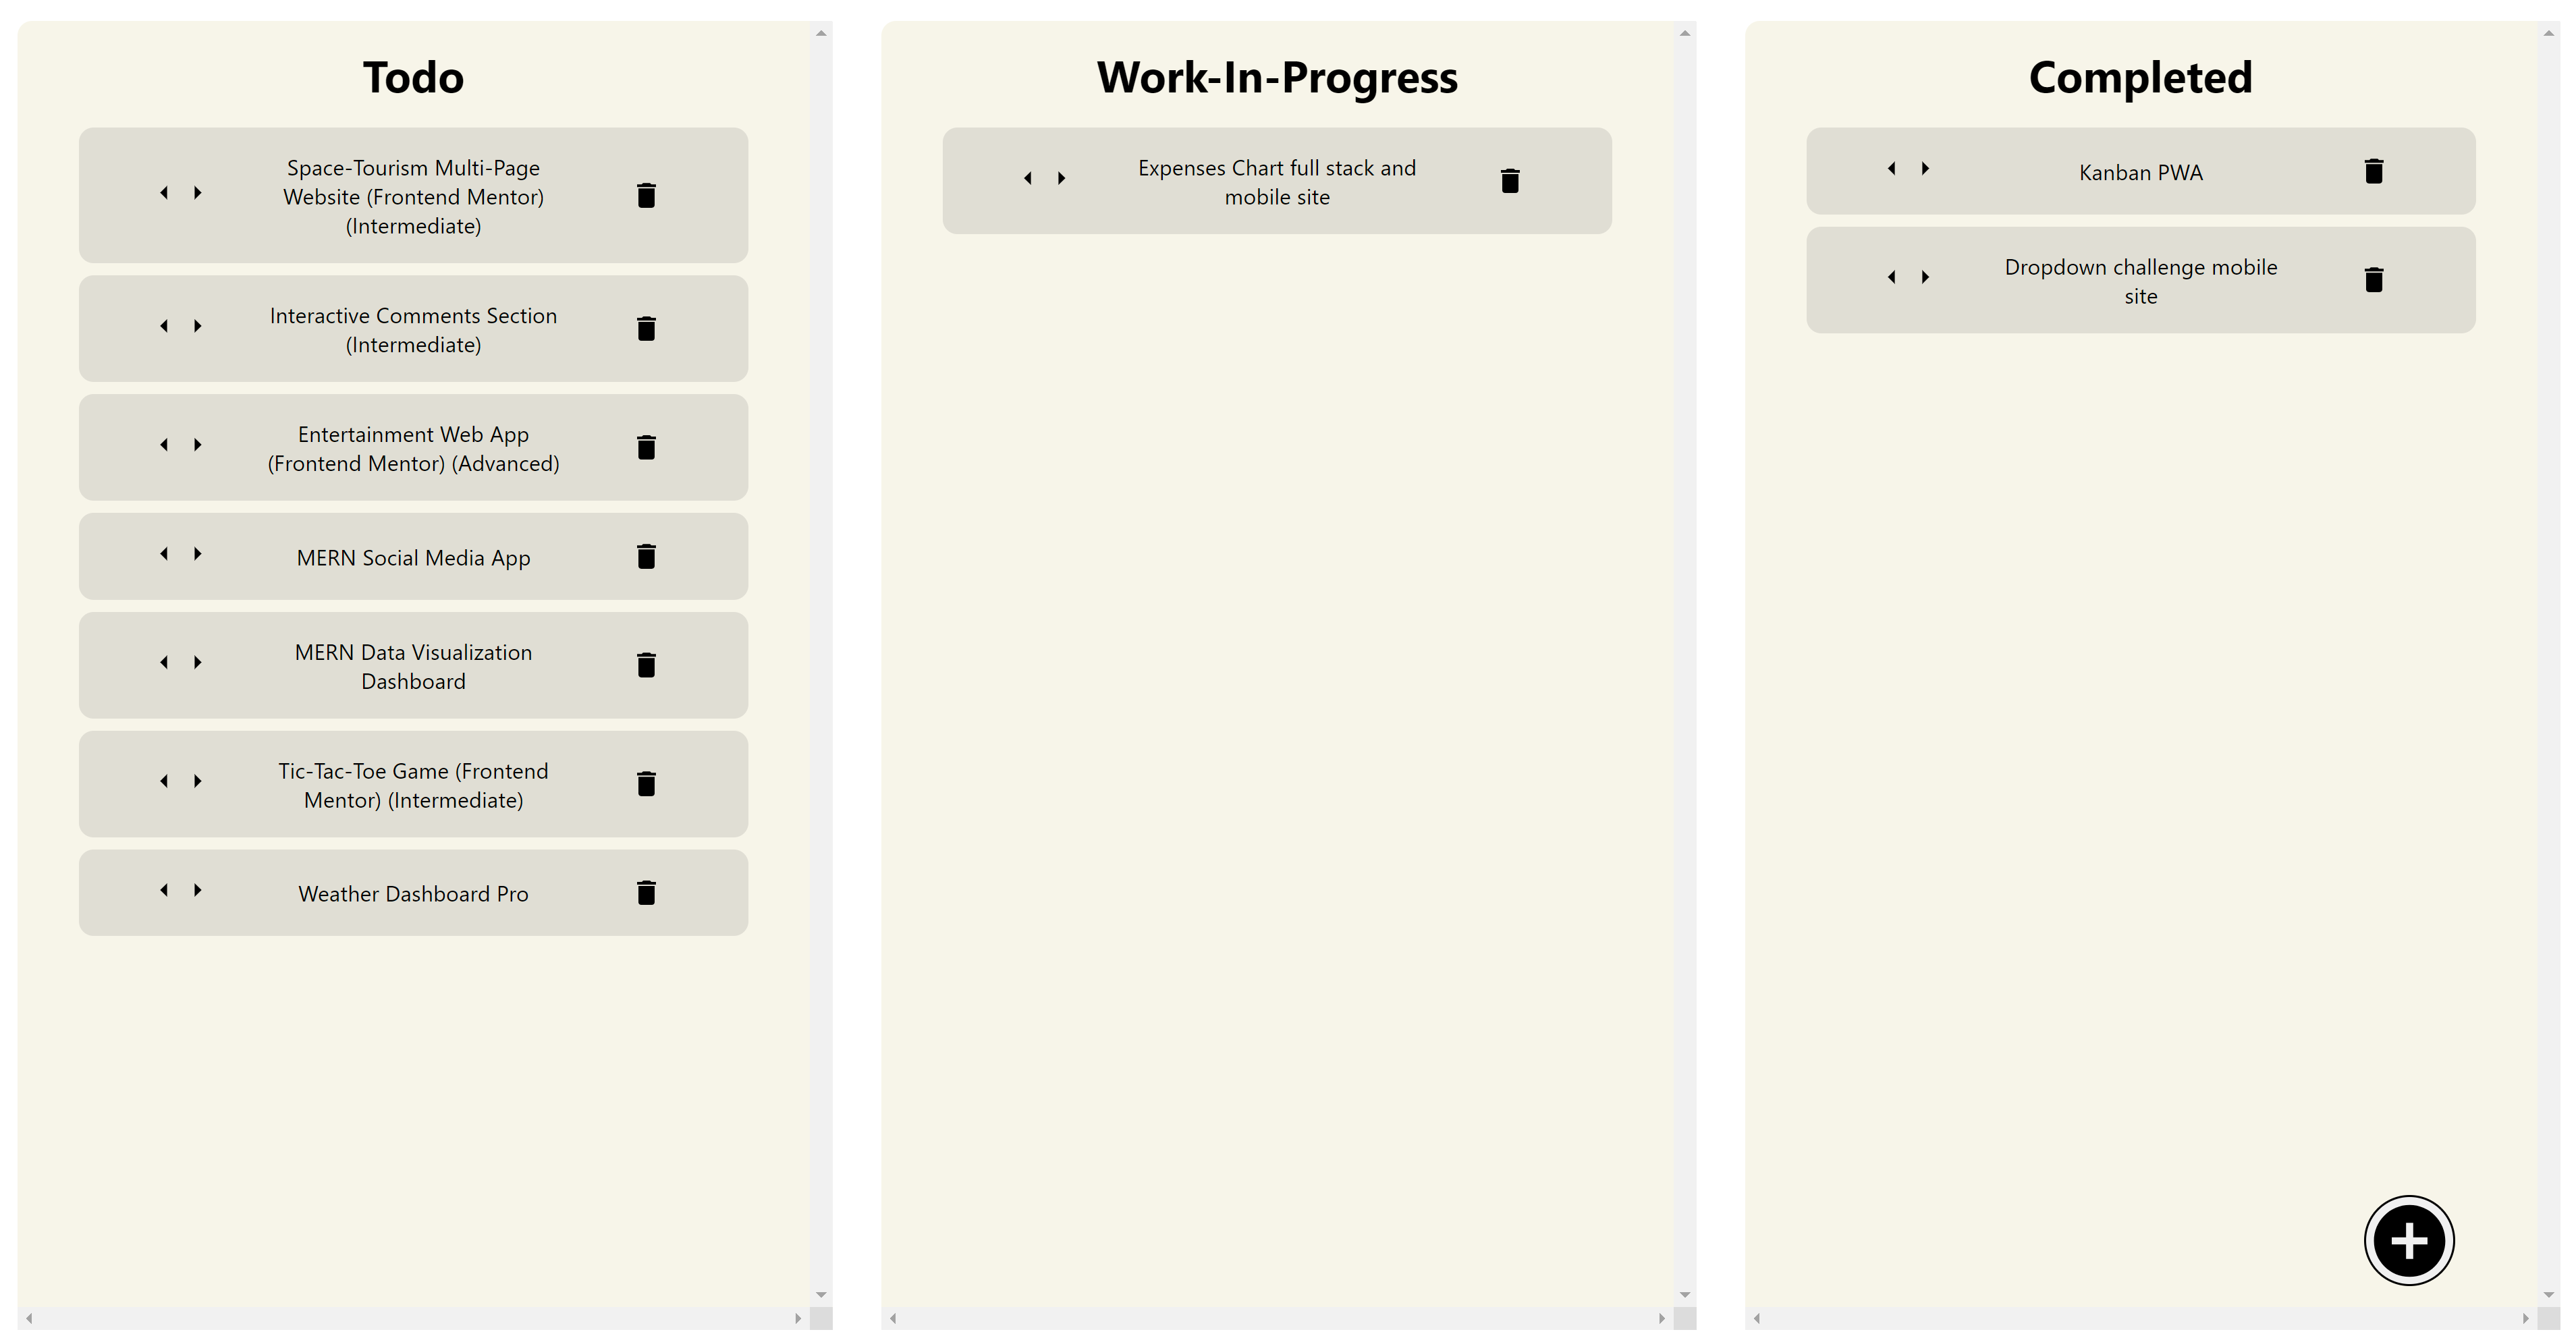 Todo
Space-Tourism Multi-Page
Website (Frontend Mentor)
(Intermediate)
Interactive Comments Section
(Intermediate)
Entertainment Web App
(Frontend Mentor) (Advanced)
MERN Social Media App
MERN Data Visualization
Dashboard
Tic-Tac-Toe Game (Frontend
Mentor) (Intermediate)
Weather Dashboard Pro
Work-In-Progress
Expenses Chart full stack and
mobile site
Completed
Kanban PWA
Dropdown challenge mobile
site